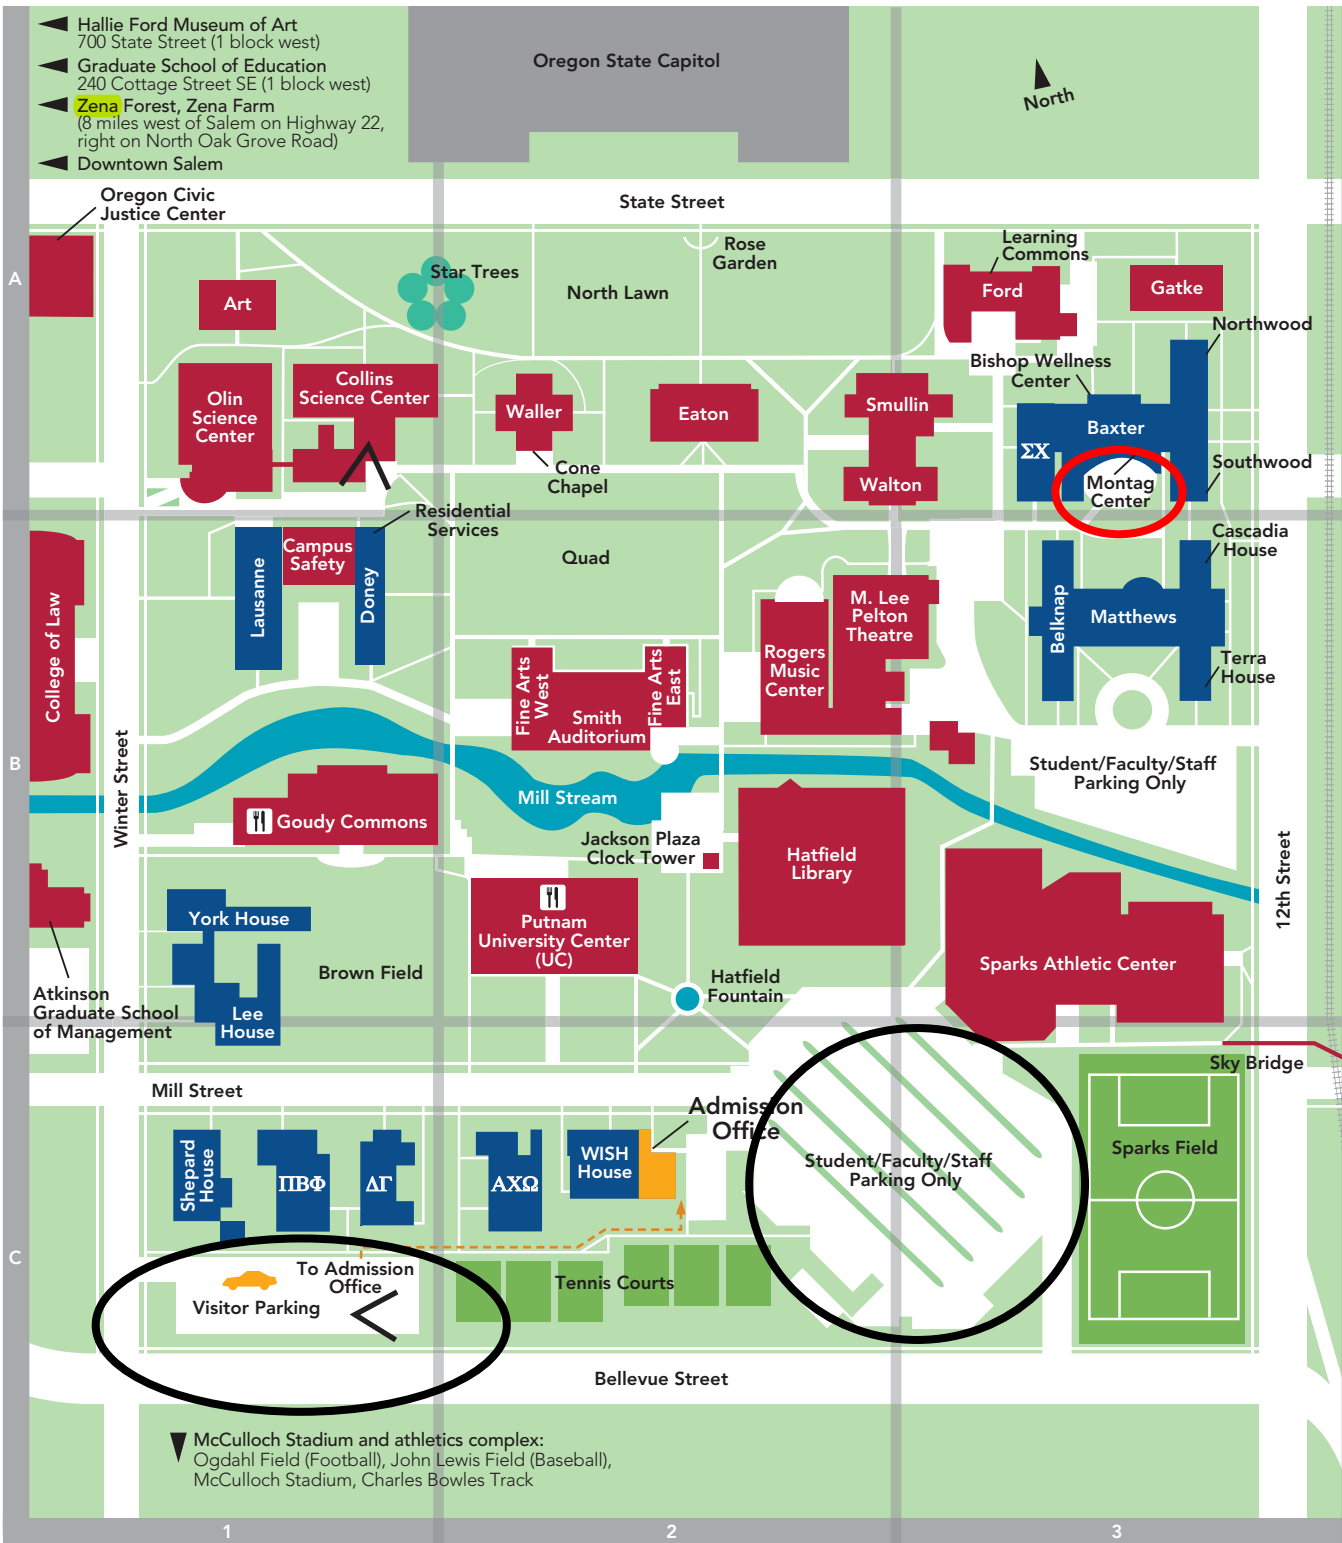 Hallie Ford Museum of Art
700 State Street (1 block west)
Graduate School of Education
240 Cottage Street SE (1 block west)
Zena Forest, Zena Farm
(8 miles west of Salem on Highway 22,
right on North Oak Grove Road)
Downtown Salem
Oregon State Capitol
North
Oregon Civic
Justice Center
State Street
A
Star Trees
Rose
Garden
North Lawn
Learning
Commons
Ford
Gatke
Art
Northwood
Bishop Wellness
Center
Olin
Science
Center
Collins
Science Center
Waller
Eaton
Smullin
Baxter
ΣΧ
Cone
Chapel
Walton
Montag
Center
Southwood
Residential
Services
Cascadia
House
Campus
Safety
Lausanne
Doney
Quad
College of Law
M. Lee
Pelton
Theatre
Belknap
Matthews
Rogers
Music
Center
Fine Arts
West
Fine Arts
East
Smith
Auditorium
Terra
House
B
Winter Street
Student/Faculty/Staff
Parking Only
Mill Stream
Goudy Commons
Jackson Plaza
Clock Tower
Hatfield
Library
12th Street
York House
Putnam
University Center
(UC)
Brown Field
Hatfield
Fountain
Sparks Athletic Center
Atkinson
Graduate School
of Management
Lee
House
Sky Bridge
Mill Street
Admission
Office
Shepard
House
ΠΒΦ
ΔΓ
ΑΧΩ
WISH
House
Student/Faculty/Staff
Parking Only
Sparks Field
C
To Admission
Office
Visitor Parking
Tennis Courts
Bellevue Street
McCulloch Stadium and athletics complex:
Ogdahl Field (Football), John Lewis Field (Baseball),
McCulloch Stadium, Charles Bowles Track
1
2
3